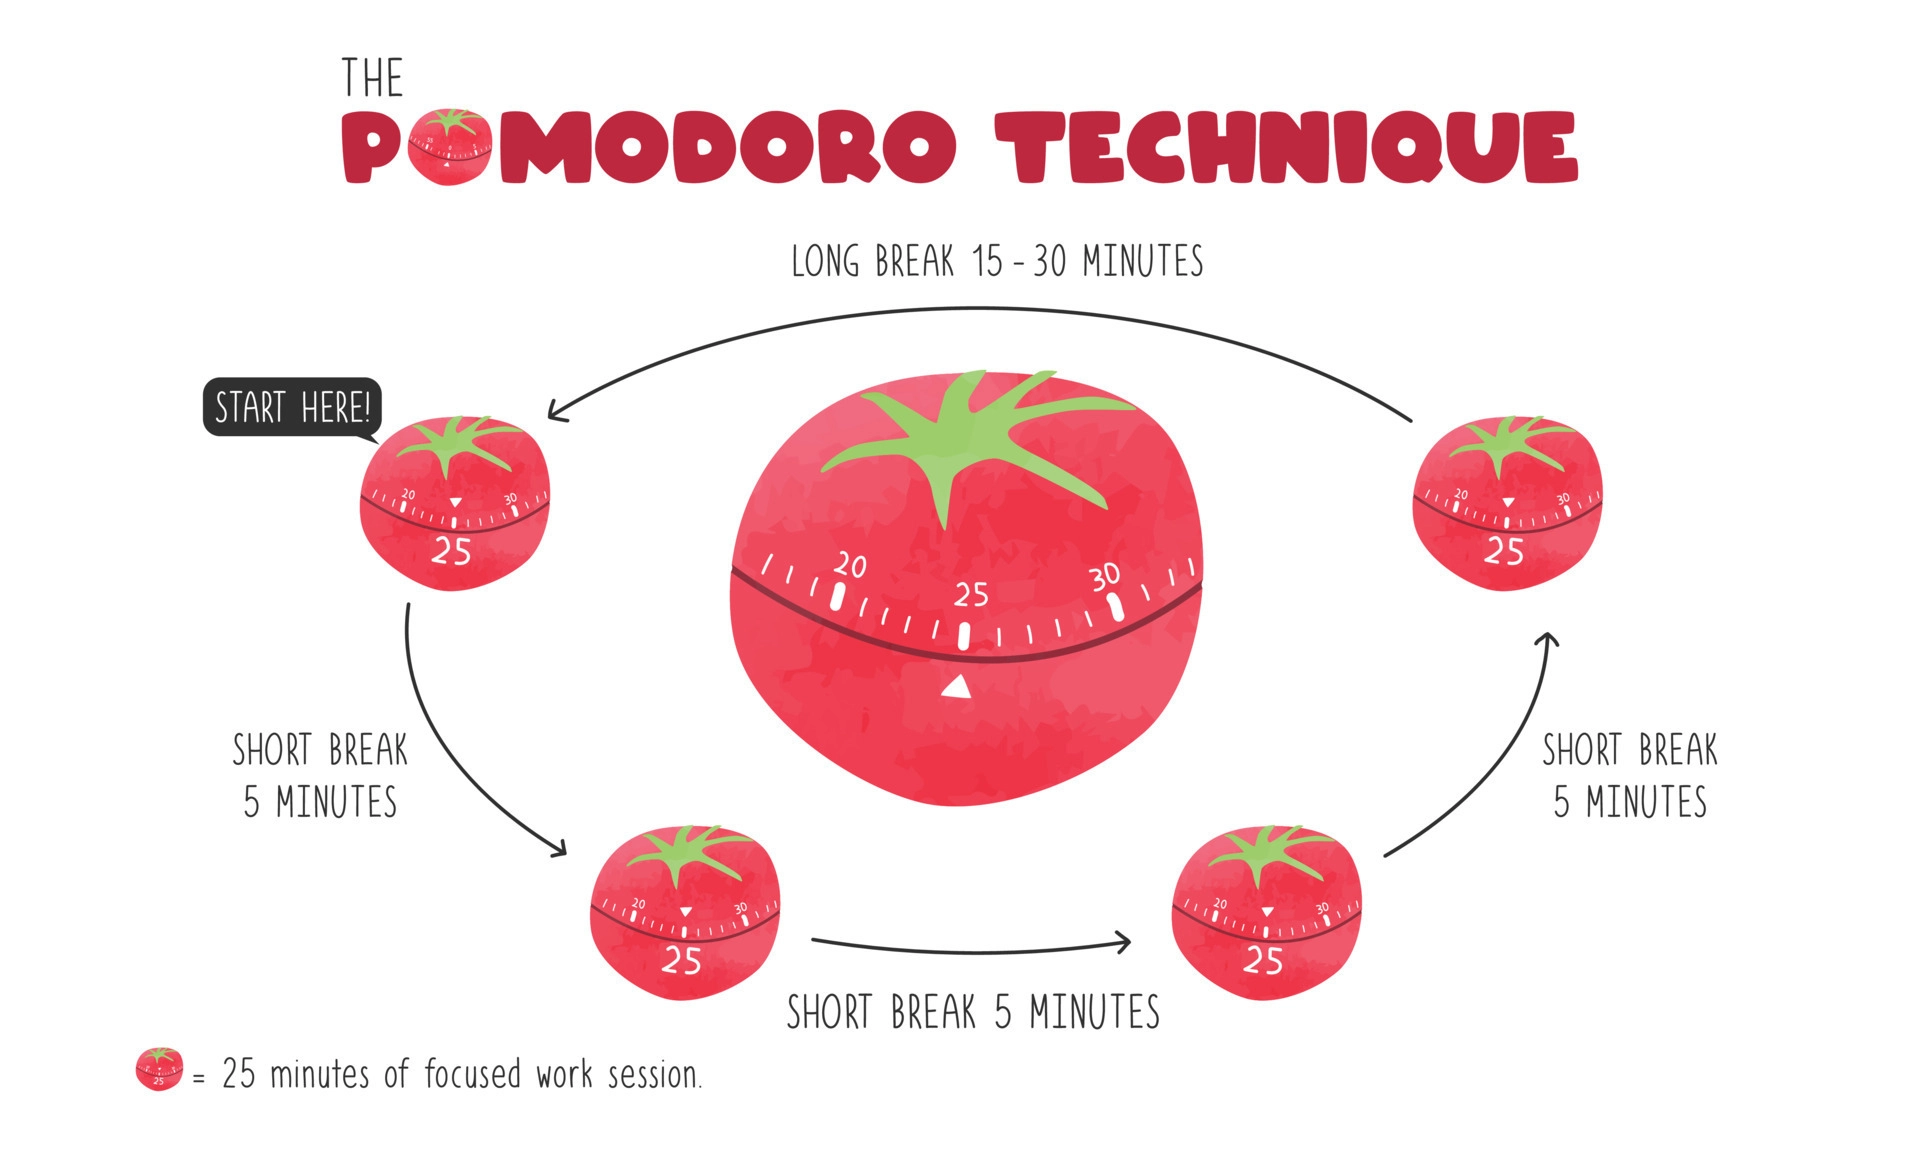 THE
POMODORO TECHNIQUE
LONG BREAK 15 - 30 MINUTES
START HERE!
20 30
25
20 25 30
20 30
25
SHORT BREAK
5 MINUTES
SHORT BREAK
5 MINUTES
20 30
25
20 30
25
SHORT BREAK 5 MINUTES
25
= 25 minutes of focused work session.